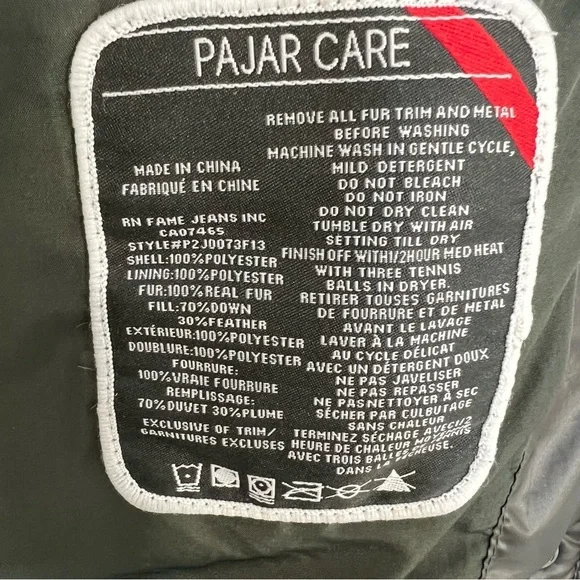 PAJAR CARE
MADE IN CHINA
FABRIQUÉ EN CHINE
RN FAME JEANS INC
CA07465
STYLE#P2J0073F13
SHELL:100%POLYESTER
LINING:100%POLYESTER
FUR:100%REAL FUR
FILL:70%DOWN
30%FEATHER
EXTÉRIEUR:100%POLYESTER
DOUBLURE:100%POLYESTER
FOURRURE:
100%VRAIE FOURRURE
REMPLISSAGE:
70%DUVET 30%PLUME
EXCLUSIVE OF TRIM/
GARNITURES EXCLUSES
REMOVE ALL FUR TRIM AND METAL
BEFORE WASHING
MACHINE WASH IN GENTLE CYCLE,
MILD DETERGENT
DO NOT BLEACH
DO NOT IRON
DO NOT DRY CLEAN
TUMBLE DRY WITH AIR
SETTING TILL DRY
FINISH OFF WITH1/2HOUR MED HEAT
WITH THREE TENNIS
BALLS IN DRYER.
RETIRER TOUSES GARNITURES
DE FOURRURE ET DE METAL
AVANT LE LAVAGE
LAVER À LA MACHINE
AU CYCLE DÉLICAT
AVEC UN DÉTERGENT DOUX
NE PAS JAVELISER
NE PAS REPASSER
NE PASNETTOYER À SEC
SÉCHER PAR CULBUTAGE
SANS CHALEUR
TERMINEZ SÉCHAGE AVEC1/2
HEURE DE CHALEUR MOYENNE
AVEC TROIS BALLES
DANS LA